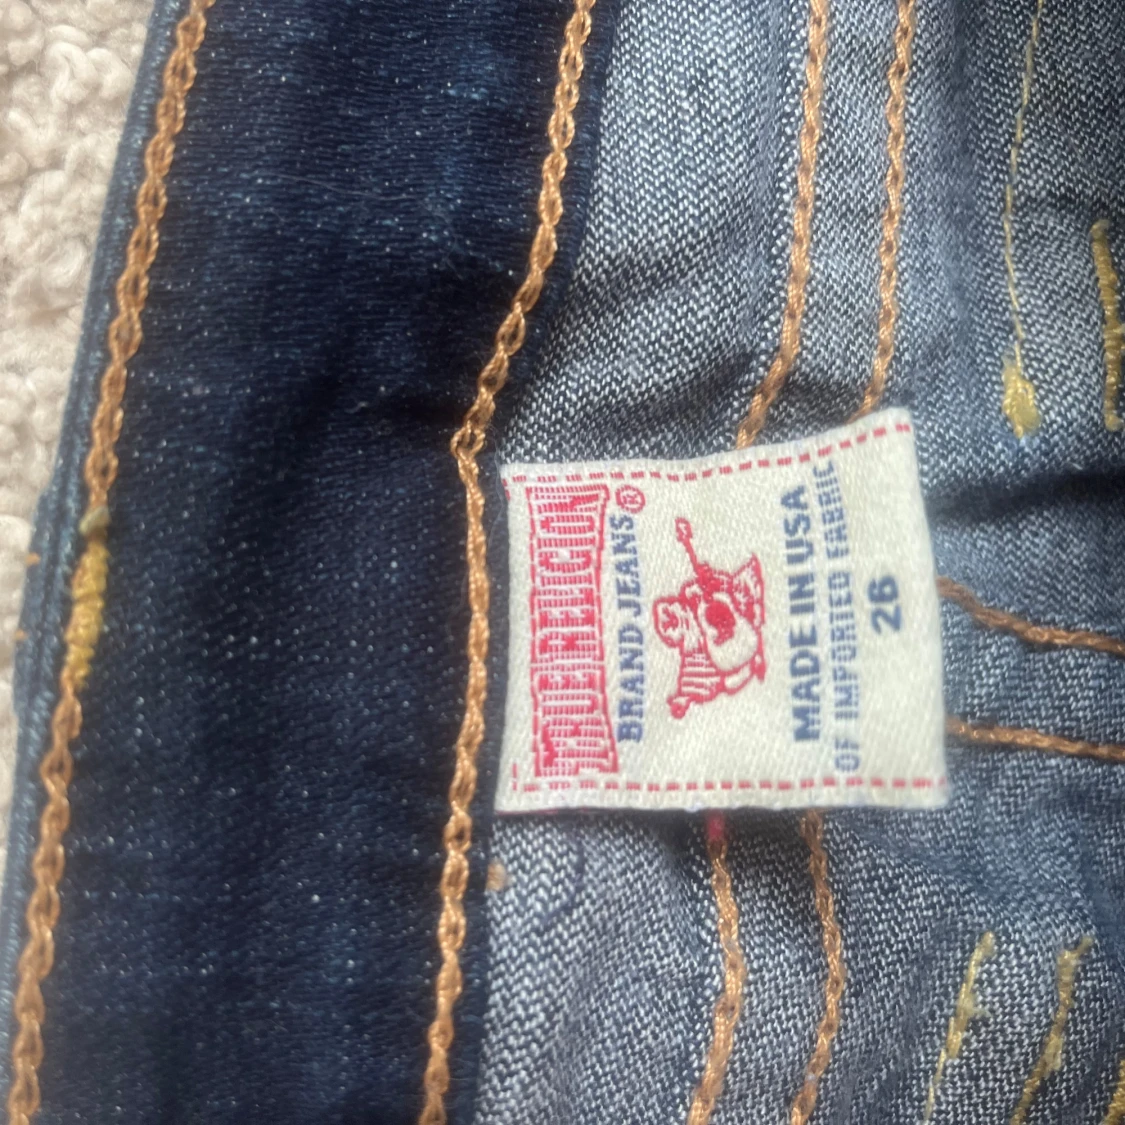 TRUE RELIGION
BRAND JEANS®
MADE IN USA
OF IMPORTED FABRIC
26